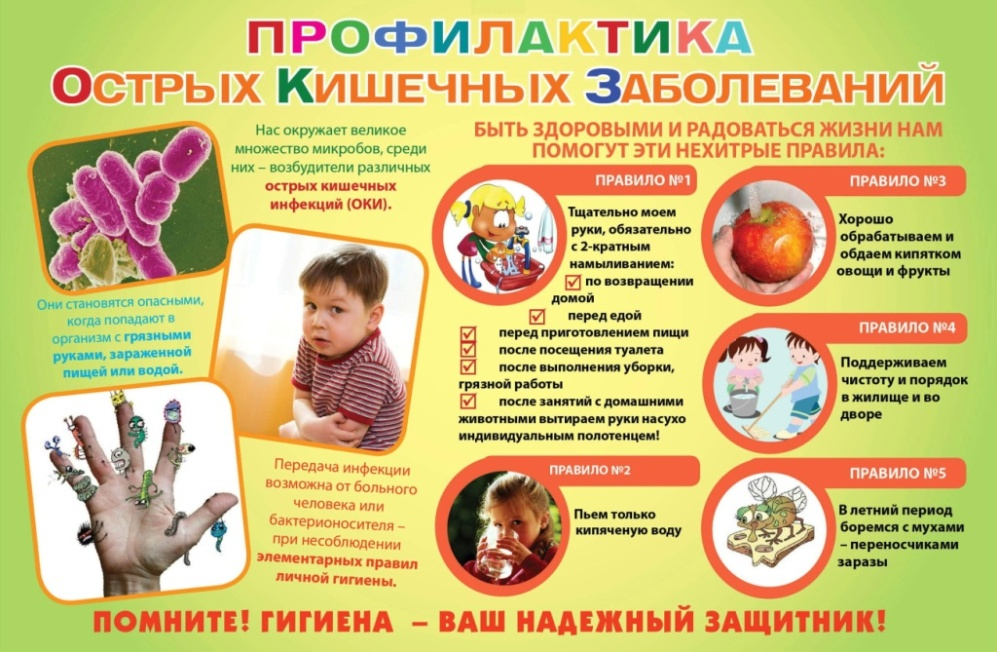 ПРОФИЛАКТИКА
ОСТРЫХ КИШЕЧНЫХ ЗАБОЛЕВАНИЙ
Нас окружает великое
множество микробов, среди
них – возбудители различных
острых кишечных
инфекций (ОКИ).
Они становятся опасными,
когда попадают в
организм с грязными
руками, зараженной
пищей или водой.
Передача инфекции
возможна от больного
человека или
бактерионосителя –
при несоблюдении
элементарных правил
личной гигиены.
БЫТЬ ЗДОРОВЫМИ И РАДОВАТЬСЯ ЖИЗНИ НАМ
ПОМОГУТ ЭТИ НЕХИТРЫЕ ПРАВИЛА:
ПРАВИЛО №1
Тщательно моем
руки, обязательно
с 2-кратным
намыливанием:
по возвращении
домой
перед едой
перед приготовлением пищи
после посещения туалета
после выполнения уборки,
грязной работы
после занятий с домашними
животными вытираем руки насухо
индивидуальным полотенцем!
ПРАВИЛО №2
Пьем только
кипяченую воду
ПРАВИЛО №3
Хорошо
обрабатываем и
обдаем кипятком
овощи и фрукты
ПРАВИЛО №4
Поддерживаем
чистоту и порядок
в жилище и во
дворе
ПРАВИЛО №5
В летний период
боремся с мухами
– переносчиками
заразы
ПОМНИТЕ! ГИГИЕНА – ВАШ НАДЕЖНЫЙ ЗАЩИТНИК!